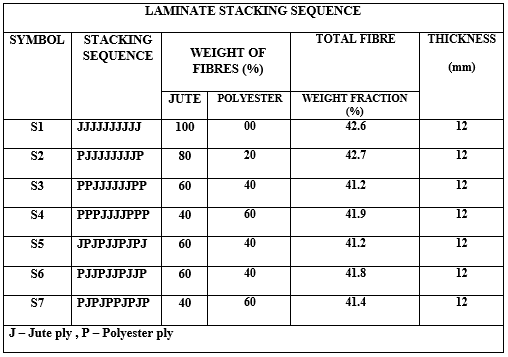 LAMINATE STACKING SEQUENCE
SYMBOL STACKING SEQUENCE WEIGHT OF FIBRES (%) TOTAL FIBRE THICKNESS (mm)
JUTE POLYESTER WEIGHT FRACTION (%)
S1 JJJJJJJJJJ 100 00 42.6 12
S2 PJJJJJJJJP 80 20 42.7 12
S3 PPJJJJJJPP 60 40 41.2 12
S4 PPPJJJJPPP 40 60 41.9 12
S5 JPJPJJPJPJ 60 40 41.2 12
S6 PJJPJJPJJP 60 40 41.8 12
S7 PJPJPPJPJP 40 60 41.4 12
J – Jute ply , P – Polyester ply